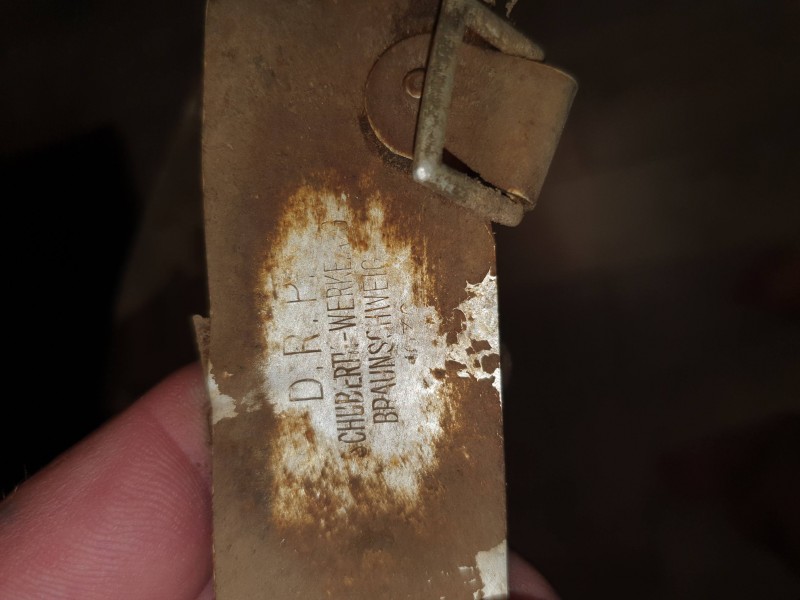 D. R. P.
SCHUBERTH-WERKE
BRAUNSCHWEIG